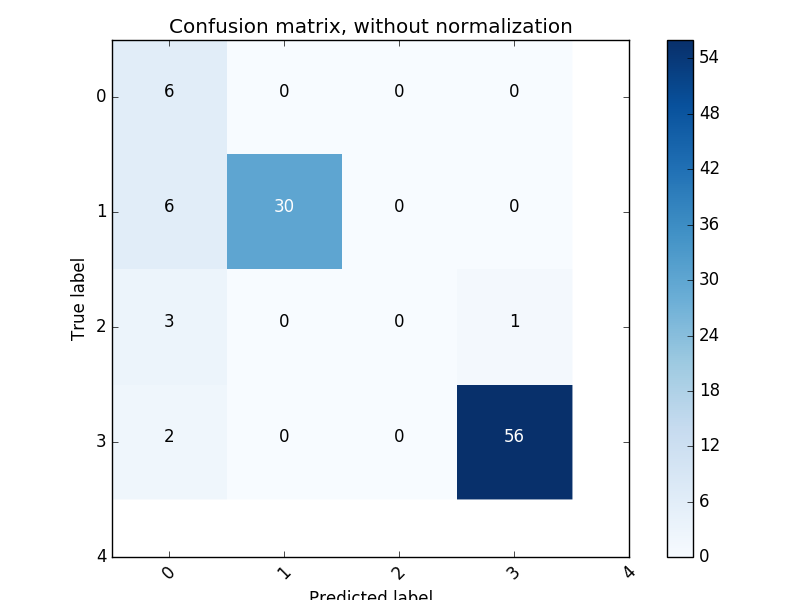 Confusion matrix, without normalization
True label
0 6 0 0 0
1 6 30 0 0
2 3 0 0 1
3 2 0 0 56
4
0 1 2 3 4
Predicted label
54
48
42
36
30
24
18
12
6
0